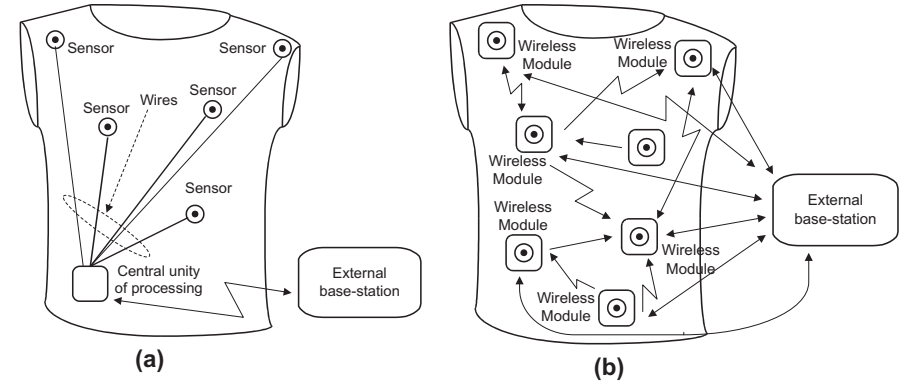 Sensor
Sensor
Sensor
Wires
Sensor
Sensor
Central unity
of processing
External
base-station
(a)
Wireless
Module
Wireless
Module
Wireless
Module
Wireless
Module
Wireless
Module
Wireless
Module
External
base-station
(b)